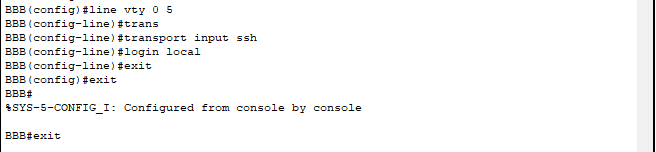 BBB(config)#line vty 0 5
BBB(config-line)#trans
BBB(config-line)#transport input ssh
BBB(config-line)#login local
BBB(config-line)#exit
BBB(config)#exit
BBB#
%SYS-5-CONFIG_I: Configured from console by console
BBB#exit